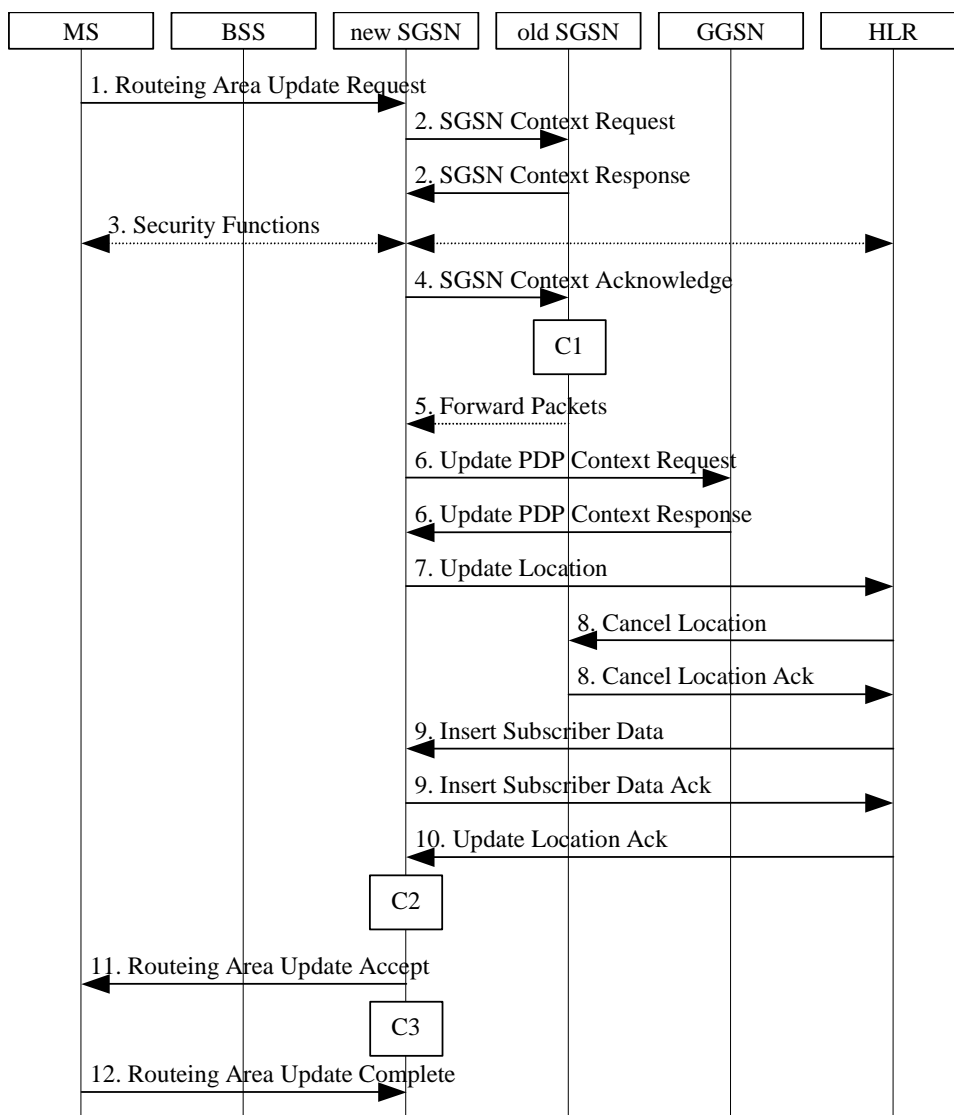 MS
BSS
new SGSN
old SGSN
GGSN
HLR
1. Routeing Area Update Request
2. SGSN Context Request
2. SGSN Context Response
3. Security Functions
4. SGSN Context Acknowledge
C1
5. Forward Packets
6. Update PDP Context Request
6. Update PDP Context Response
7. Update Location
8. Cancel Location
8. Cancel Location Ack
9. Insert Subscriber Data
9. Insert Subscriber Data Ack
10. Update Location Ack
C2
11. Routeing Area Update Accept
C3
12. Routeing Area Update Complete